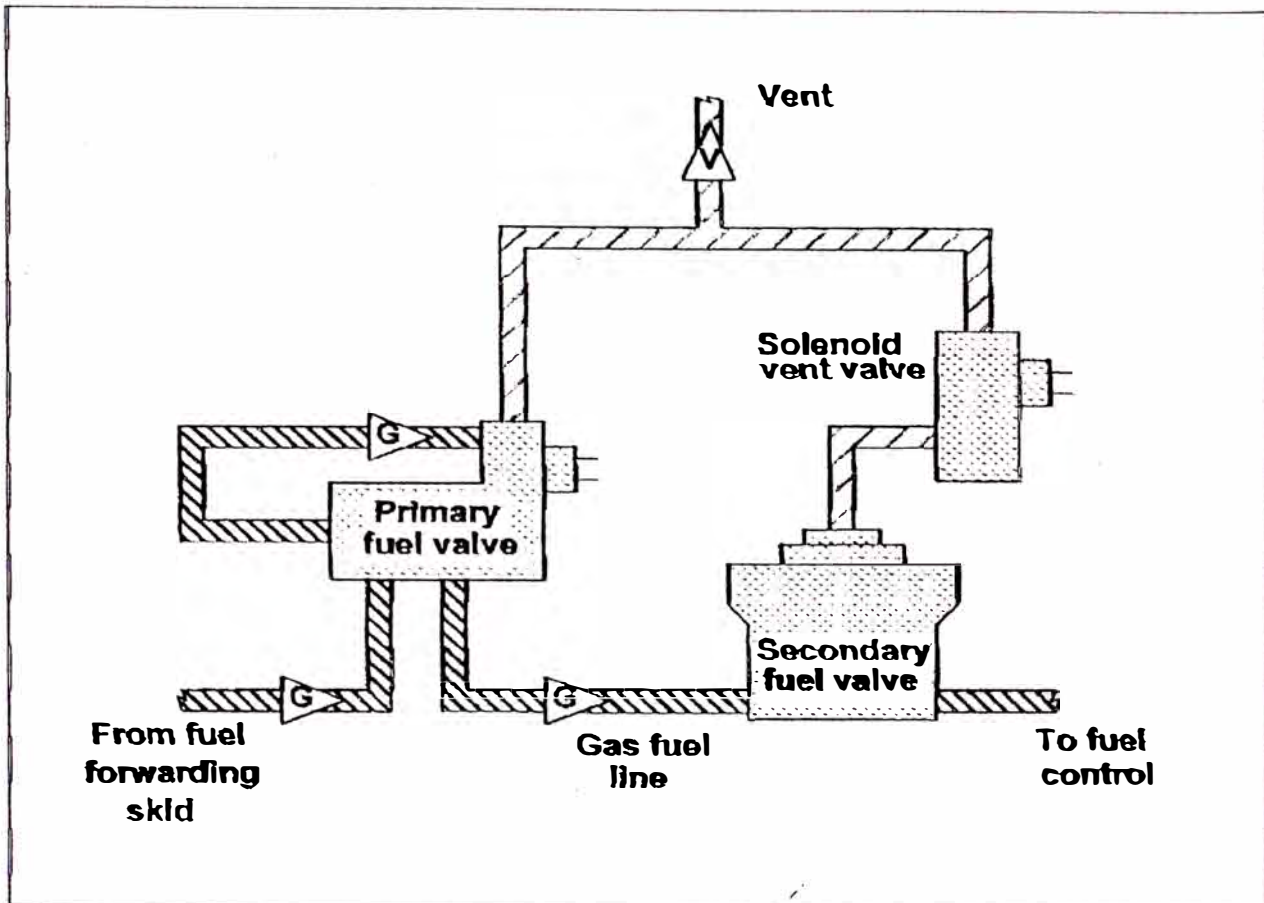 Vent
Solenoid
vent valve
G
Primary
fuel valve
Secondary
fuel valve
G
G
From fuel
forwarding
skid
Gas fuel
line
To fuel
control